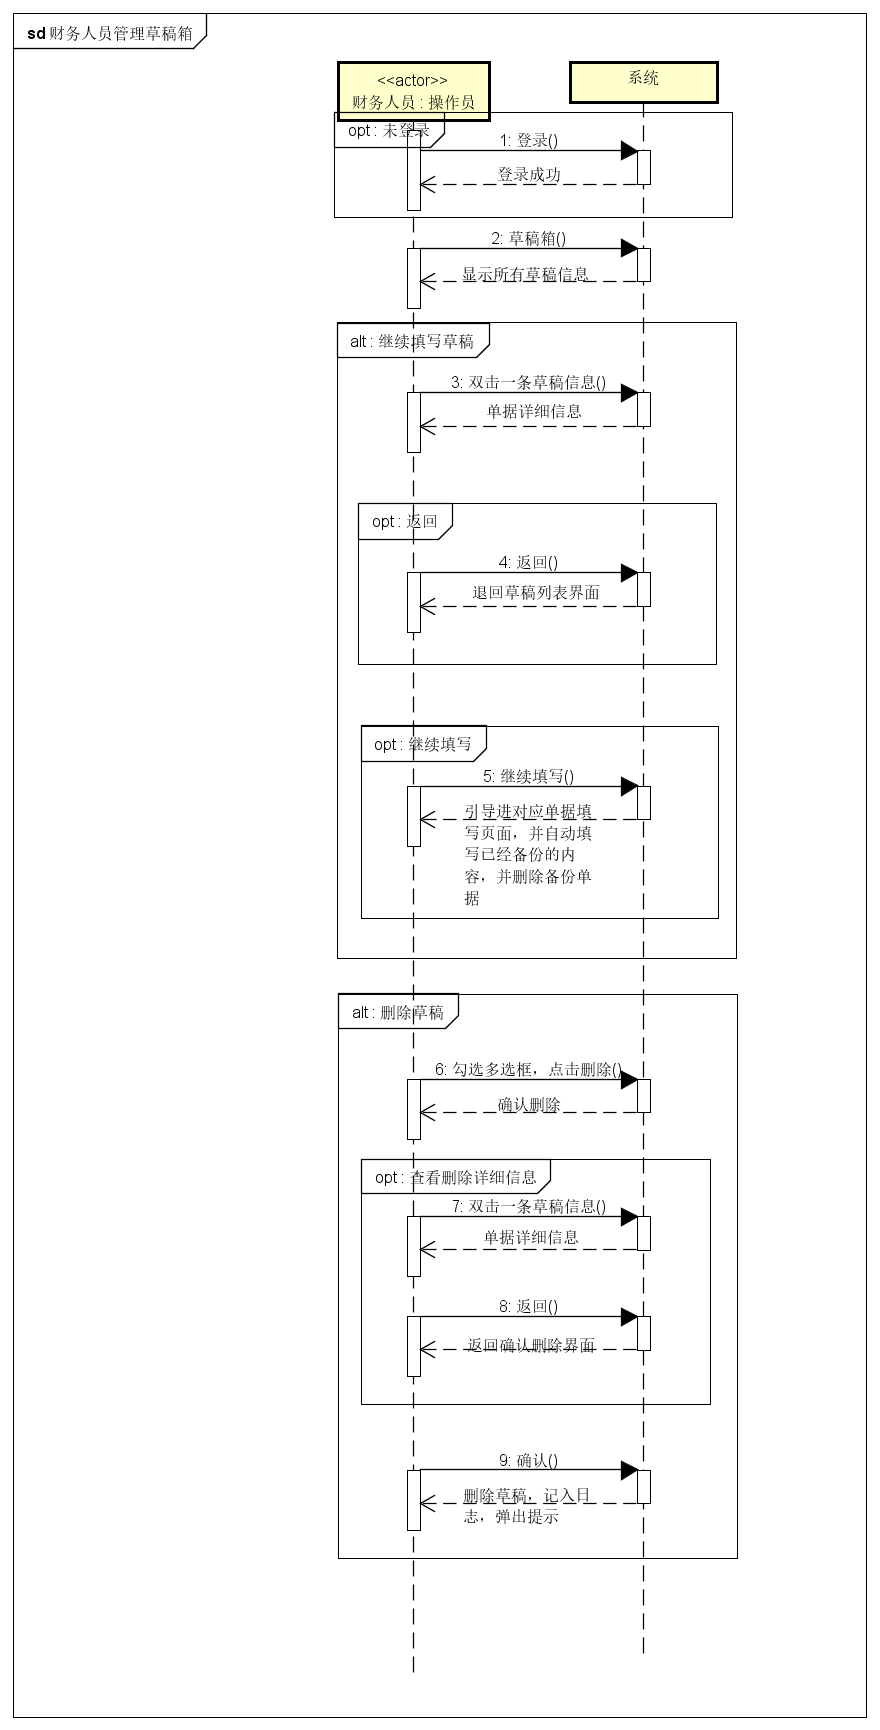 sd 财务人员管理草稿箱
<<actor>>
财务人员 : 操作员
系统
opt : 未登录
1: 登录()
登录成功
2: 草稿箱()
显示所有草稿信息
alt : 继续填写草稿
3: 双击一条草稿信息()
单据详细信息
opt : 返回
4: 返回()
退回草稿列表界面
opt : 继续填写
5: 继续填写()
引导进对应单据填
写页面，并自动填
写已经备份的内
容，并删除备份单
据
alt : 删除草稿
6: 勾选多选框，点击删除()
确认删除
opt : 查看删除详细信息
7: 双击一条草稿信息()
单据详细信息
8: 返回()
返回确认删除界面
9: 确认()
删除草稿，记入日
志，弹出提示